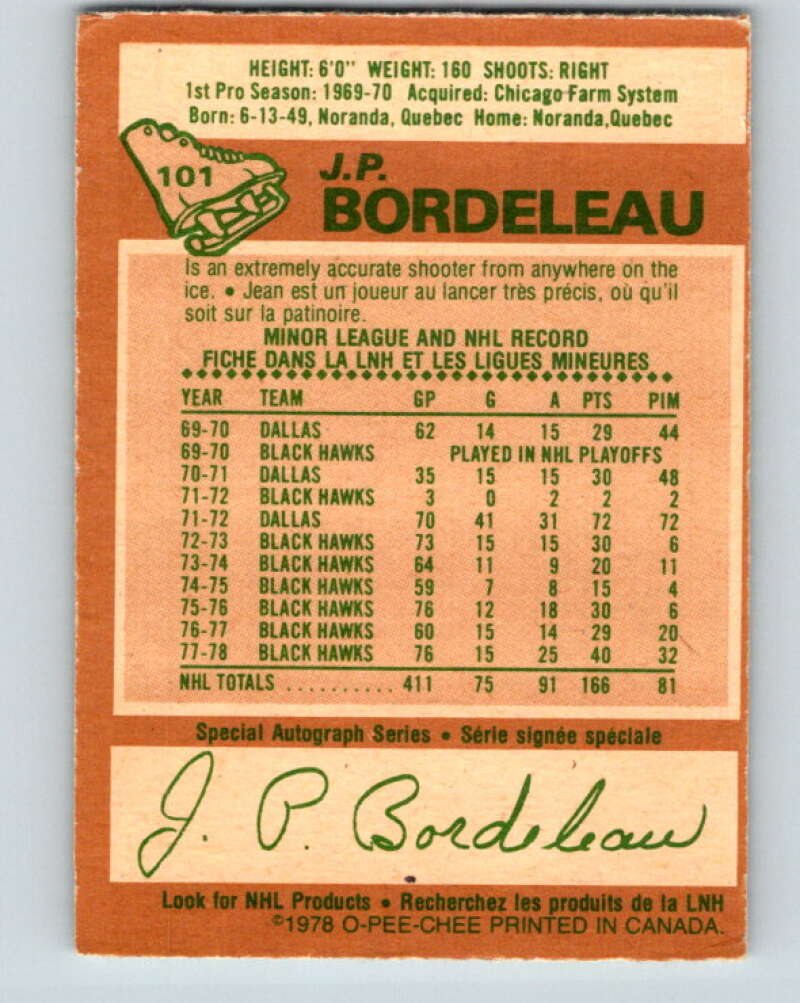 HEIGHT: 6'0" WEIGHT: 160 SHOOTS: RIGHT
1st Pro Season: 1969-70 Acquired: Chicago Farm System
Born: 6-13-49, Noranda, Quebec Home: Noranda, Quebec
101
J.P.
BORDELEAU
Is an extremely accurate shooter from anywhere on the
ice. • Jean est un joueur au lancer très précis, où qu'il
soit sur la patinoire.
MINOR LEAGUE AND NHL RECORD
FICHE DANS LA LNH ET LES LIGUES MINEURES
YEAR TEAM GP G A PTS PIM
69-70 DALLAS 62 14 15 29 44
69-70 BLACK HAWKS PLAYED IN NHL PLAYOFFS
70-71 DALLAS 35 15 15 30 48
71-72 BLACK HAWKS 3 0 2 2 2
71-72 DALLAS 70 41 31 72 72
72-73 BLACK HAWKS 73 15 15 30 6
73-74 BLACK HAWKS 64 11 9 20 11
74-75 BLACK HAWKS 59 7 8 15 4
75-76 BLACK HAWKS 76 12 18 30 6
76-77 BLACK HAWKS 60 15 14 29 20
77-78 BLACK HAWKS 76 15 25 40 32
NHL TOTALS .......... 411 75 91 166 81
Special Autograph Series • Série signée spéciale
J. P. Bordeleau
Look for NHL Products • Recherchez les produits de la LNH
©1978 O-PEE-CHEE PRINTED IN CANADA.